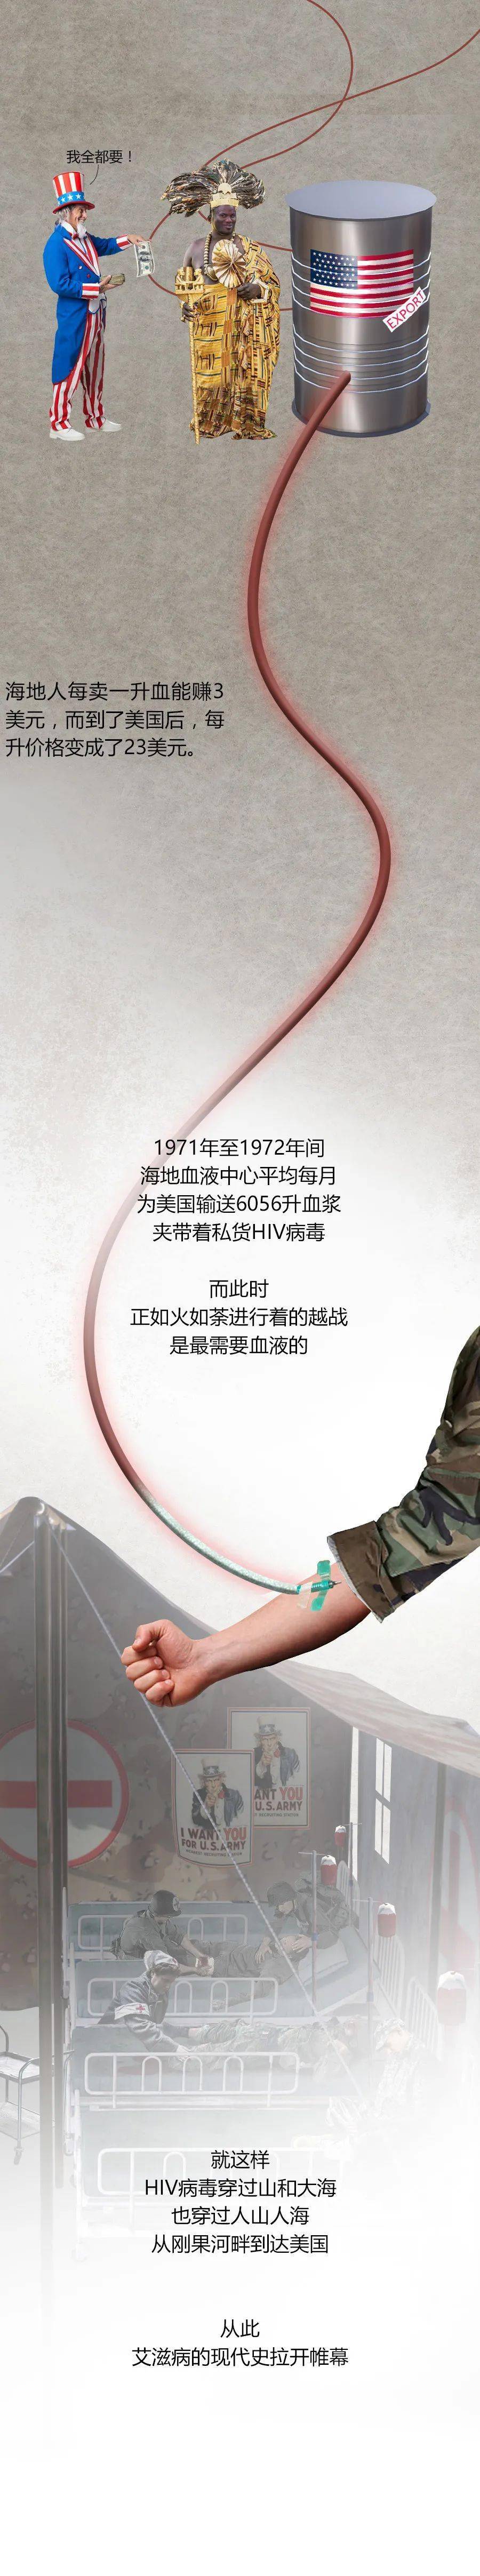 我全都要！
EXPORT
海地人每卖一升血能赚3
美元，而到了美国后，每
升价格变成了23美元。
1971年至1972年间
海地血液中心平均每月
为美国输送6056升血浆
夹带着私货HIV病毒
而此时
正如火如荼进行着的越战
是最需要血液的
ANT YOU
U.S.ARMY
I WANT YOU
FOR U.S.ARMY
就这样
HIV病毒穿过山和大海
也穿过人山人海
从刚果河畔到达美国
从此
艾滋病的现代史拉开帷幕